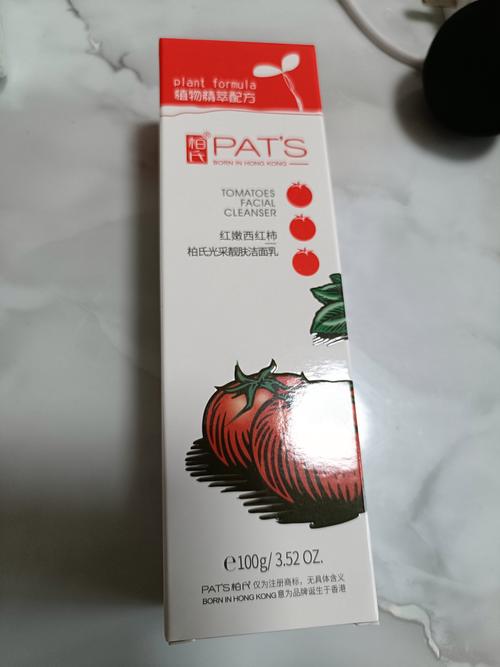 plant formula
植物精萃配方
柏氏® PAT'S
BORN IN HONG KONG
TOMATOES
FACIAL
CLEANSER
红嫩西红柿
柏氏光采靓肤洁面乳
℮100g/ 3.52 OZ.
PAT'S柏氏 仅为注册商标，无具体含义
BORN IN HONG KONG 意为品牌诞生于香港